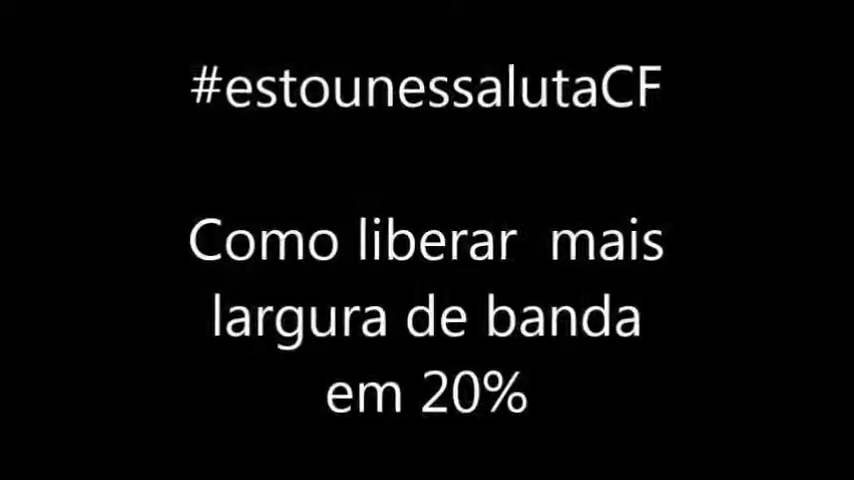 #estounessalutaCF
Como liberar mais
largura de banda
em 20%